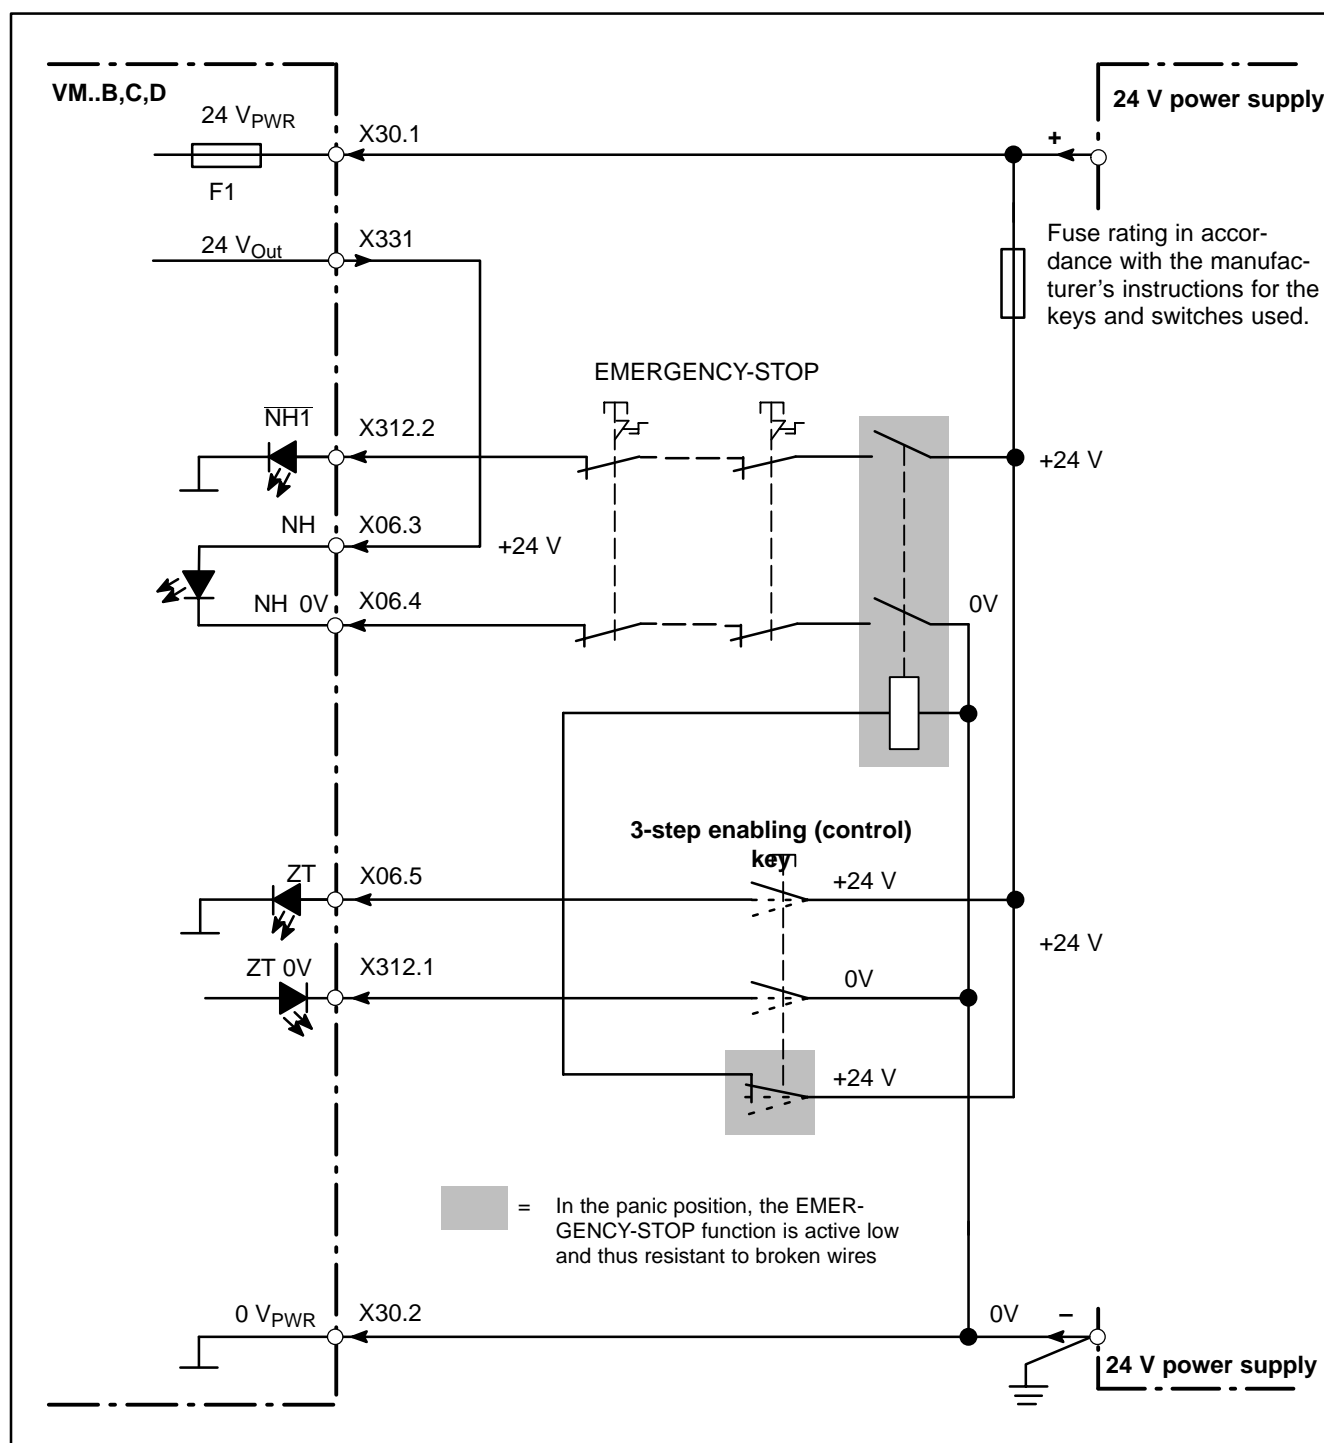 VM..B,C,D
24 V power supply
24 VPWR
X30.1
+
F1
24 VOut
X331
Fuse rating in accor-
dance with the manufac-
turer's instructions for the
keys and switches used.
EMERGENCY-STOP
NH1
X312.2
+24 V
NH
X06.3
+24 V
NH 0V
X06.4
0V
3-step enabling (control)
key
ZT
X06.5
+24 V
+24 V
ZT 0V
X312.1
0V
+24 V
= In the panic position, the EMER-
GENCY-STOP function is active low
and thus resistant to broken wires
0 VPWR
X30.2
0V
–
24 V power supply